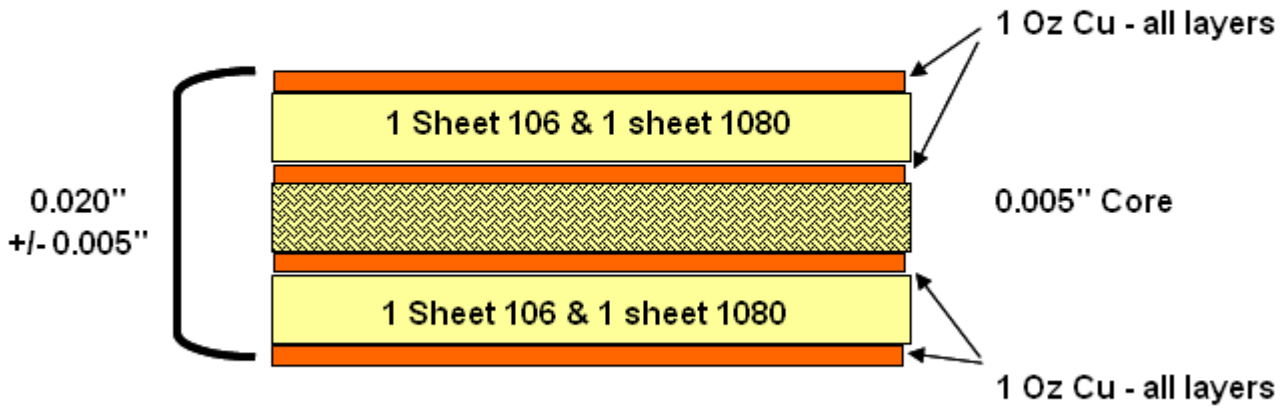 1 Oz Cu - all layers
1 Sheet 106 & 1 sheet 1080
0.020"
+/- 0.005"
0.005" Core
1 Sheet 106 & 1 sheet 1080
1 Oz Cu - all layers